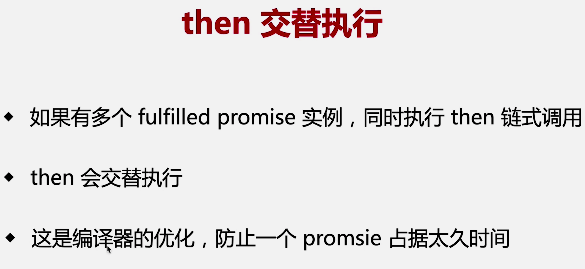 then 交替执行
如果有多个 fulfilled promise 实例，同时执行 then 链式调用
then 会交替执行
这是编译器的优化，防止一个 promsie 占据太久时间